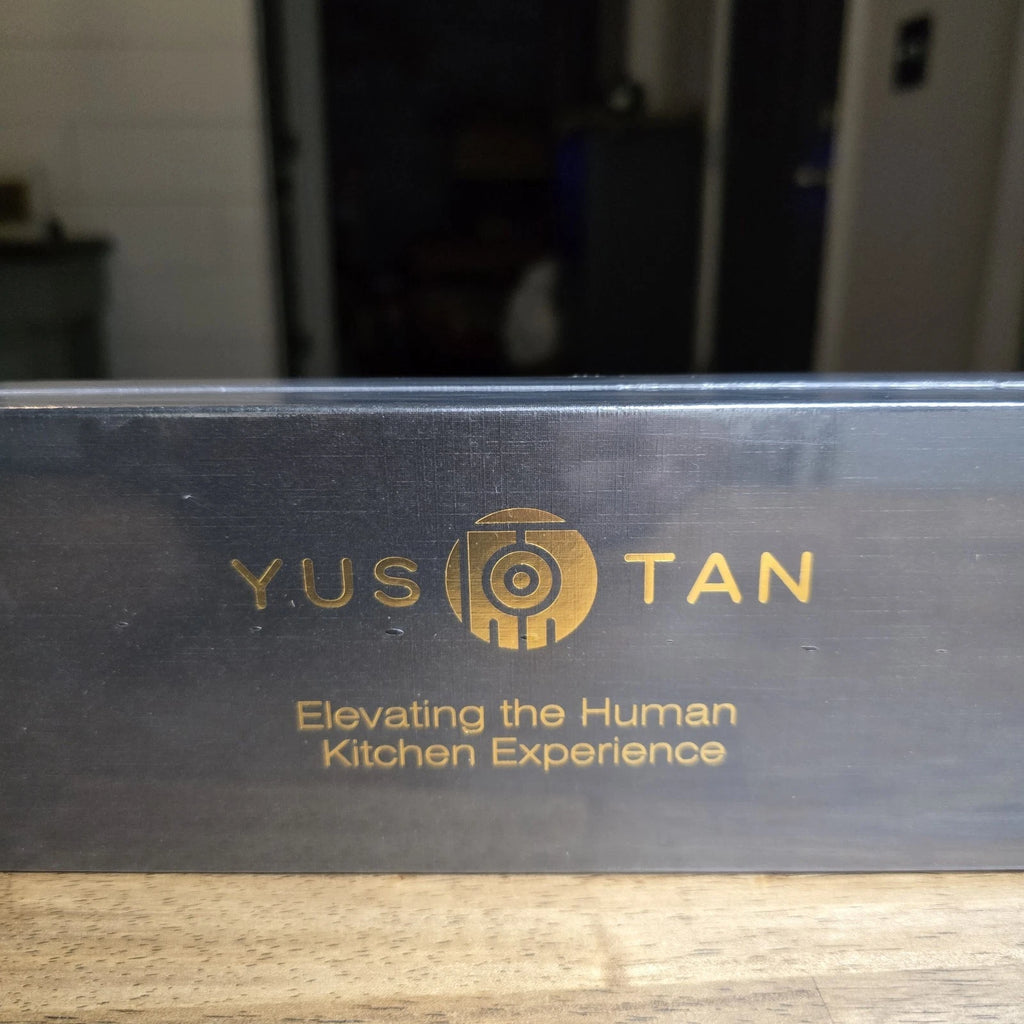 YUS TAN
Elevating the Human
Kitchen Experience